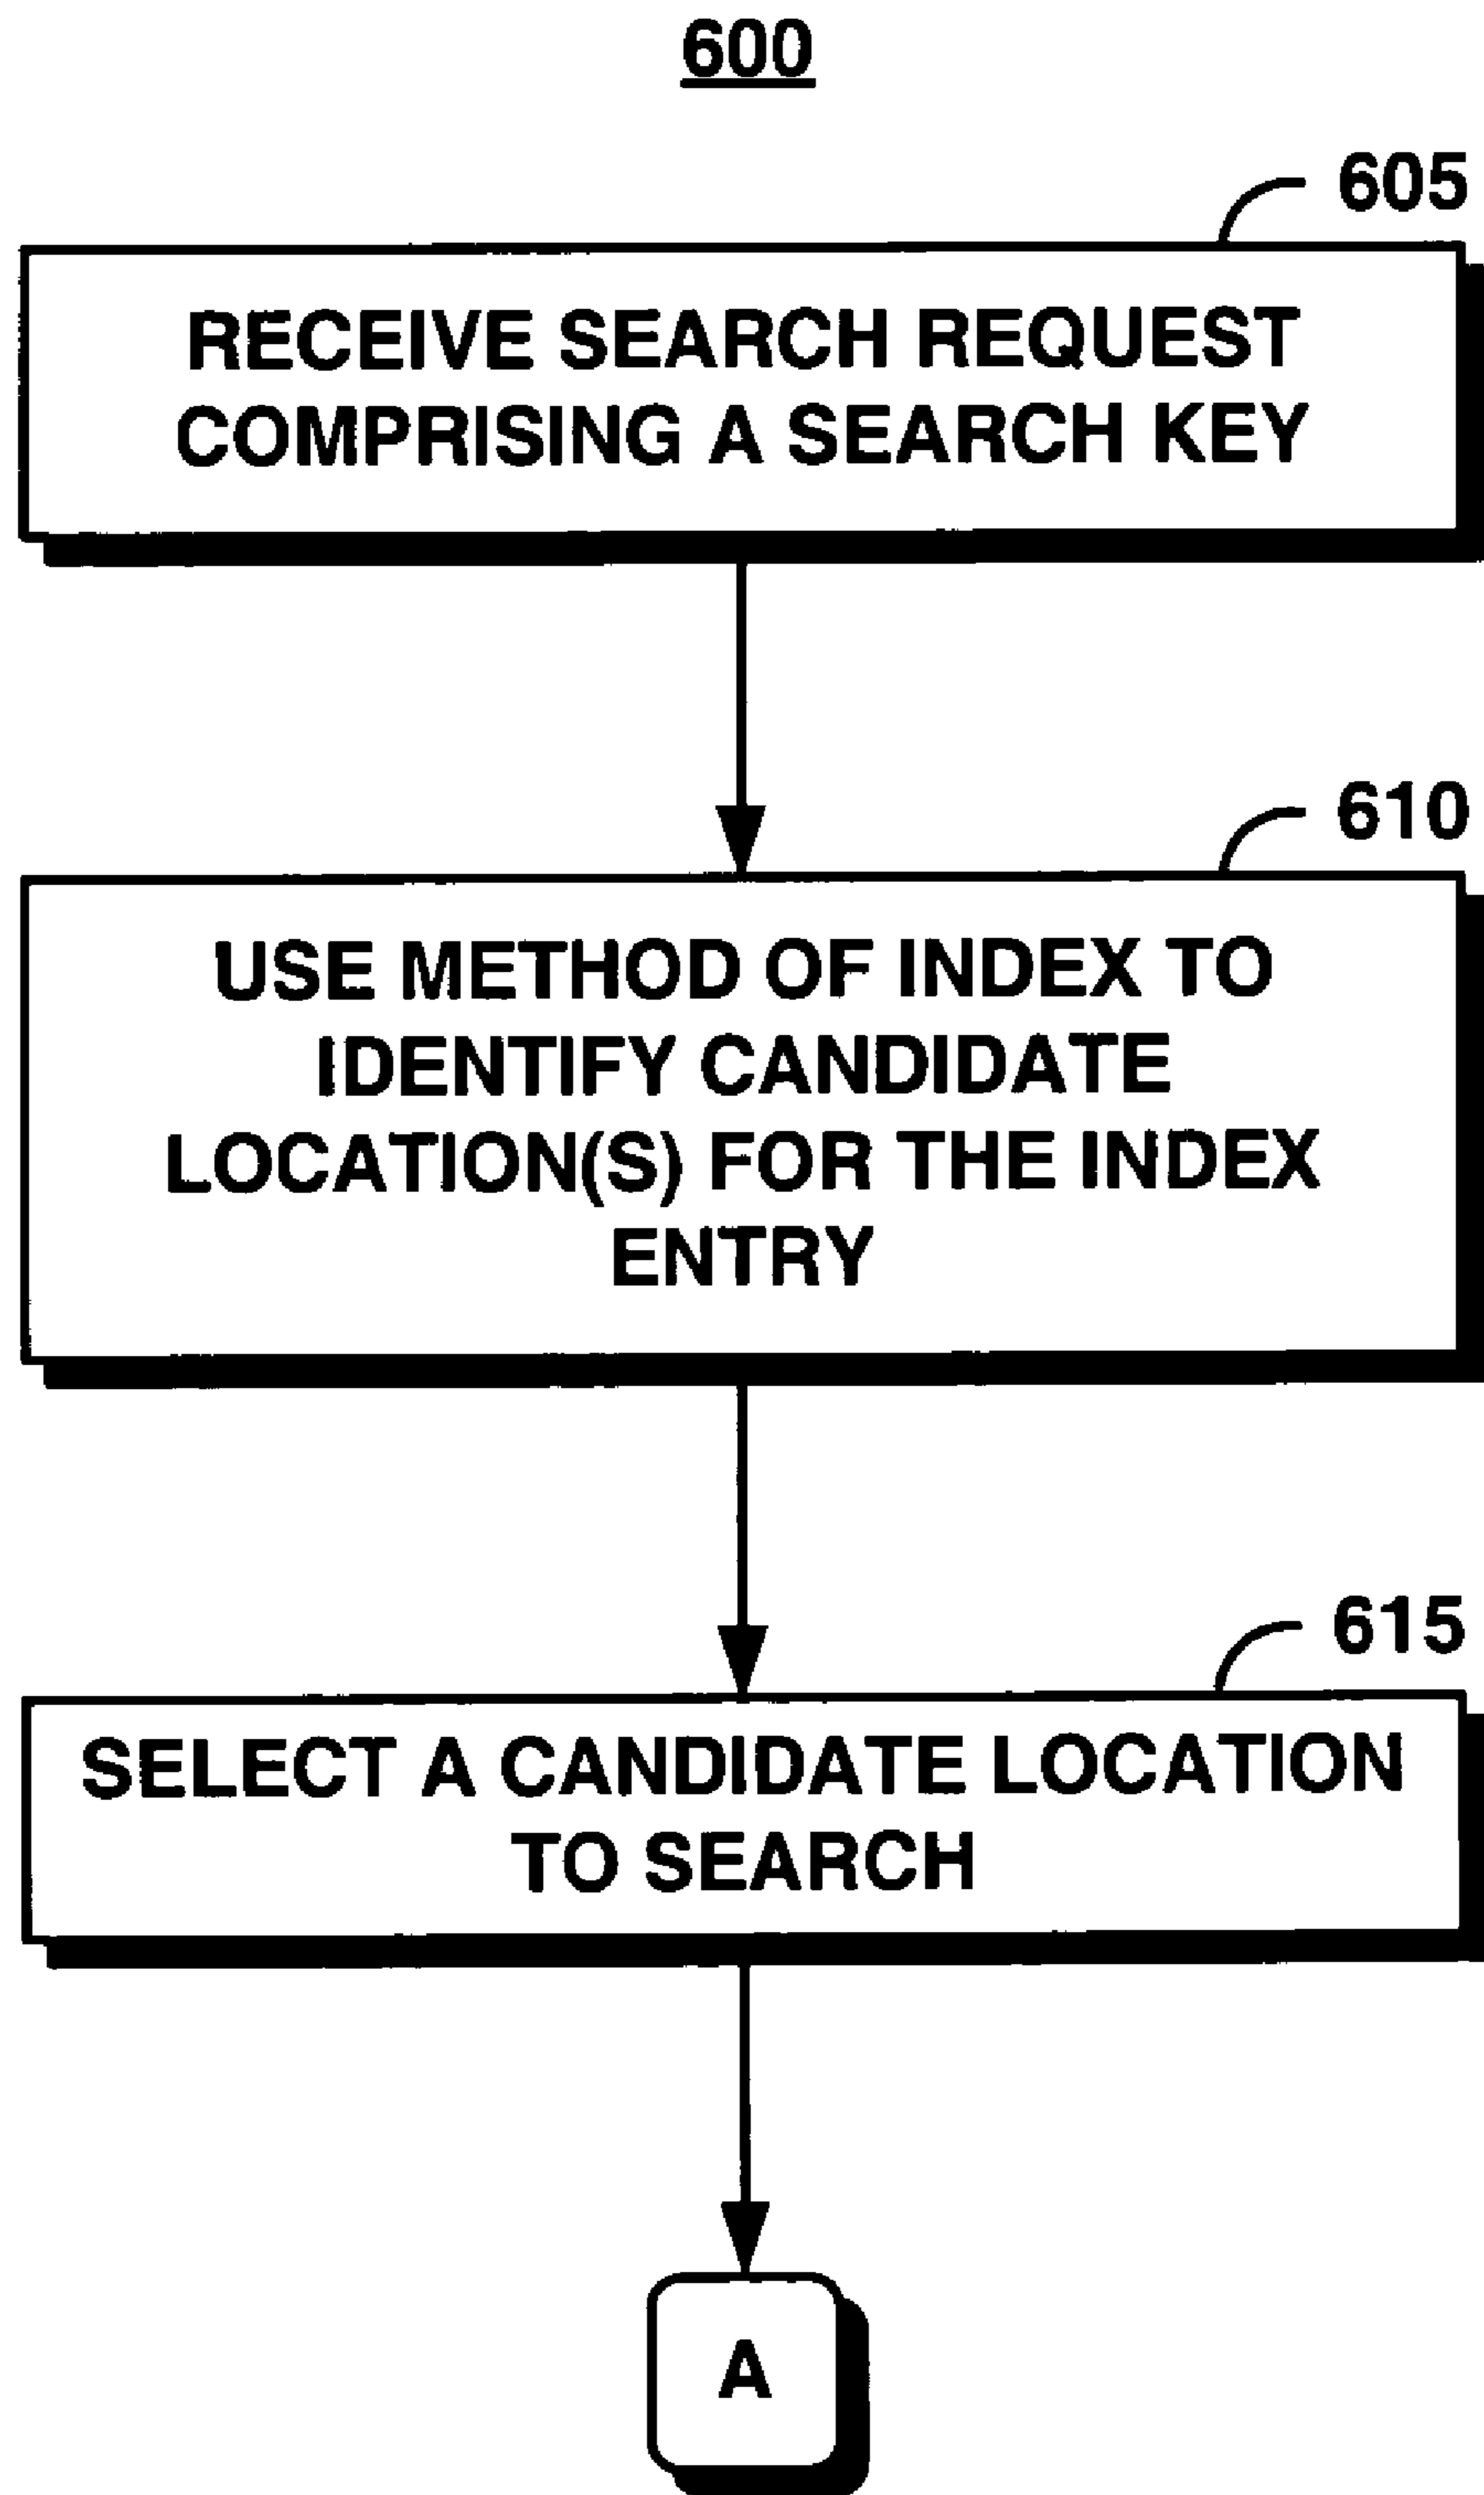 600
605
RECEIVE SEARCH REQUEST
COMPRISING A SEARCH KEY
610
USE METHOD OF INDEX TO
IDENTIFY CANDIDATE
LOCATION(S) FOR THE INDEX
ENTRY
615
SELECT A CANDIDATE LOCATION
TO SEARCH
A